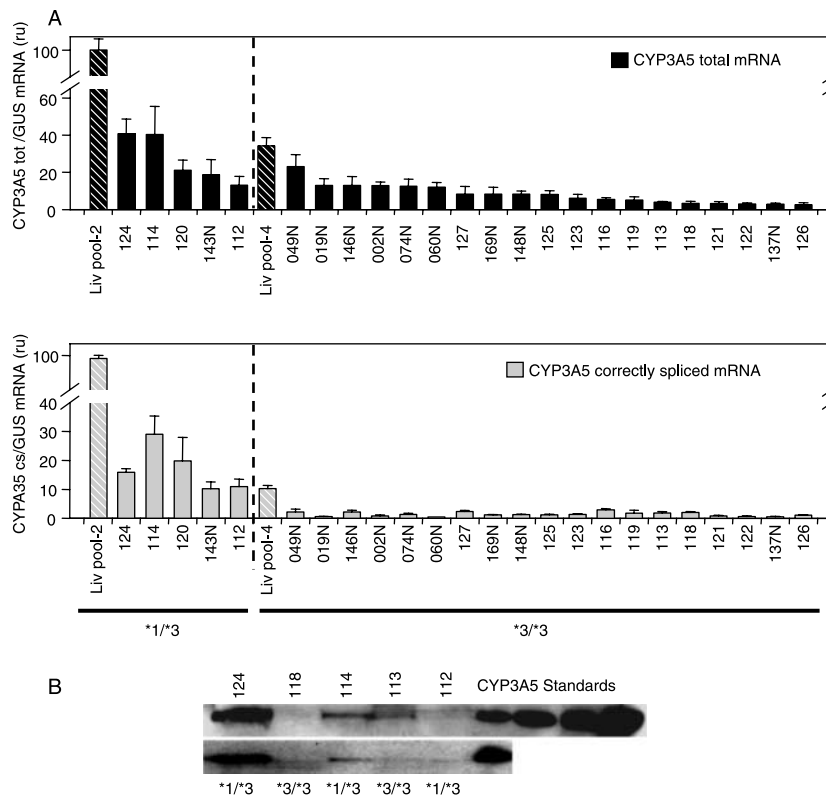 A
CYP3A5 tot /GUS mRNA (ru)
100
60
40
20
0
CYP3A5 total mRNA
Liv pool-2 124 114 120 143N 112 Liv pool-4 049N 019N 146N 002N 074N 060N 127 169N 148N 125 123 116 119 113 118 121 122 137N 126
CYPA35 cs/GUS mRNA (ru)
100
40
30
20
10
0
CYP3A5 correctly spliced mRNA
Liv pool-2 124 114 120 143N 112 Liv pool-4 049N 019N 146N 002N 074N 060N 127 169N 148N 125 123 116 119 113 118 121 122 137N 126
*1/*3 *3/*3
B
124 118 114 113 112 CYP3A5 Standards
*1/*3 *3/*3 *1/*3 *3/*3 *1/*3